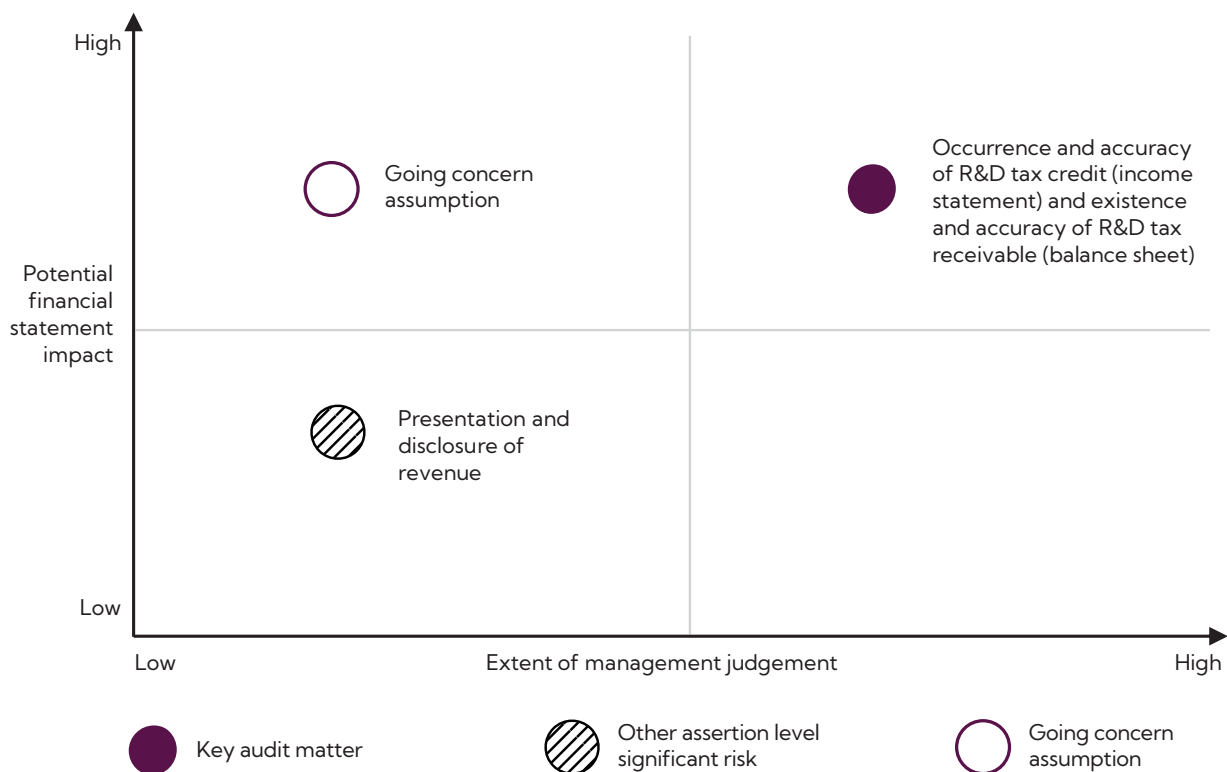 High
Going concern
assumption
Occurrence and accuracy
of R&D tax credit (income
statement) and existence
and accuracy of R&D tax
receivable (balance sheet)
Potential
financial
statement
impact
Presentation and
disclosure of
revenue
Low
Low
Extent of management judgement
High
Key audit matter
Other assertion level
significant risk
Going concern
assumption